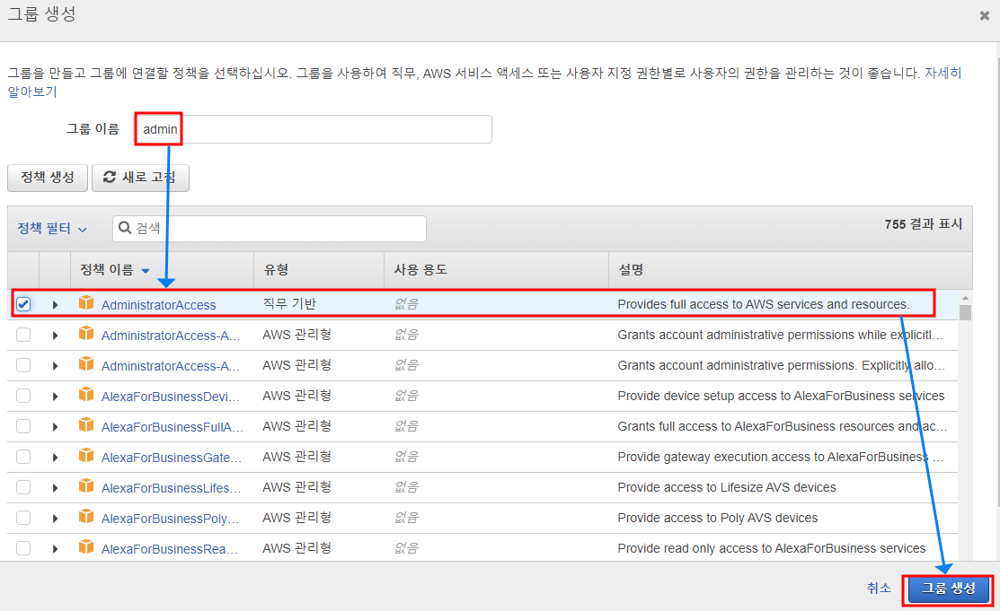 그룹 생성
그룹을 만들고 그룹에 연결할 정책을 선택하십시오. 그룹을 사용하여 직무, AWS 서비스 액세스 또는 사용자 지정 권한별로 사용자의 권한을 관리하는 것이 좋습니다. 자세히
알아보기
그룹 이름 admin
정책 생성 새로 고침
정책 필터 검색 755 결과 표시
정책 이름 유형 사용 용도 설명
AdministratorAccess 직무 기반 없음 Provides full access to AWS services and resources.
AdministratorAccess-A... AWS 관리형 없음 Grants account administrative permissions while explicitl...
AdministratorAccess-A... AWS 관리형 없음 Grants account administrative permissions. Explicitly allo...
AlexaForBusinessDevi... AWS 관리형 없음 Provide device setup access to AlexaForBusiness services
AlexaForBusinessFullA... AWS 관리형 없음 Grants full access to AlexaForBusiness resources and ac...
AlexaForBusinessGate... AWS 관리형 없음 Provide gateway execution access to AlexaForBusiness ...
AlexaForBusinessLifes... AWS 관리형 없음 Provide access to Lifesize AVS devices
AlexaForBusinessPoly... AWS 관리형 없음 Provide access to Poly AVS devices
AlexaForBusinessRea... AWS 관리형 없음 Provide read only access to AlexaForBusiness services
취소 그룹 생성